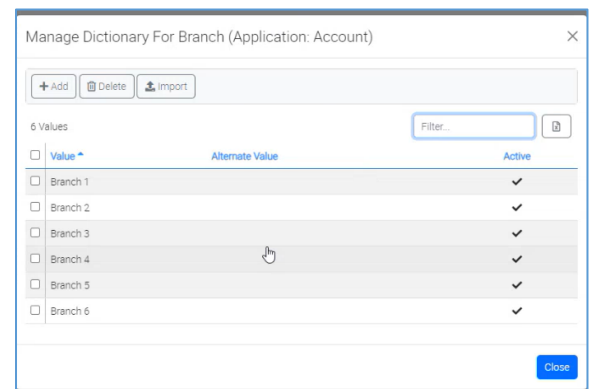 Manage Dictionary For Branch (Application: Account)
Add Delete Import
6 Values Filter...
Value Alternate Value Active
Branch 1
Branch 2
Branch 3
Branch 4
Branch 5
Branch 6
Close